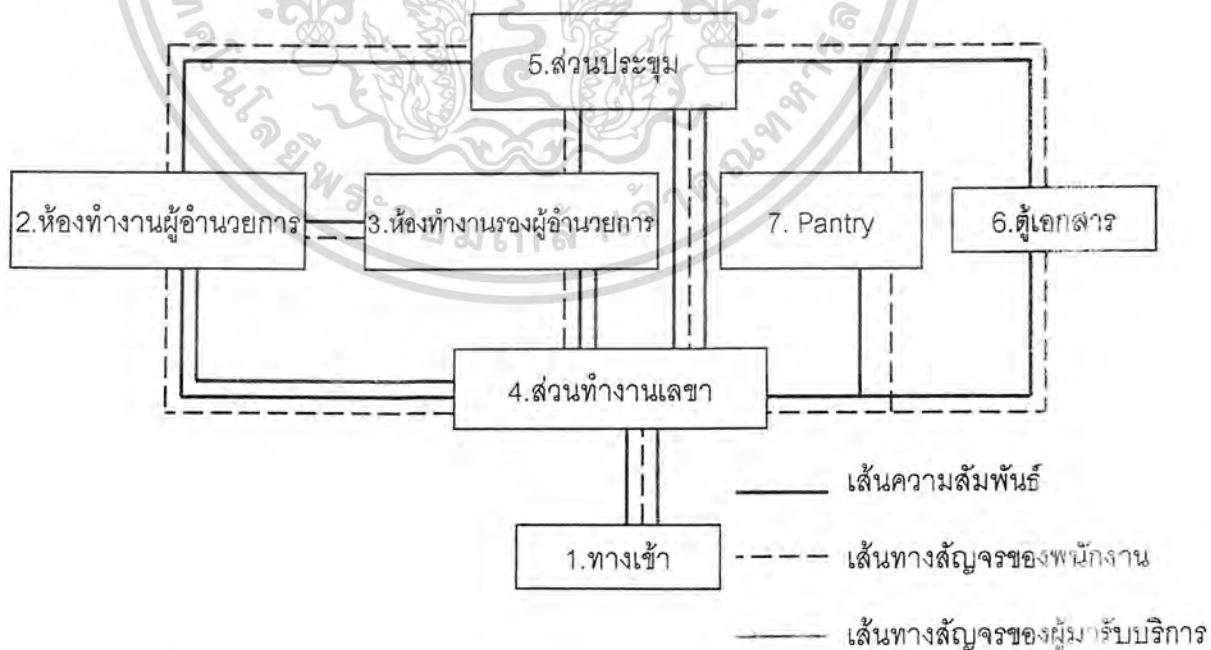 5.ส่วนประชุม
2.ห้องทำงานผู้อำนวยการ
3.ห้องทำงานรองผู้อำนวยการ
7. Pantry
6.ตู้เอกสาร
4.ส่วนทำงานเลขา
1.ทางเข้า
เส้นความสัมพันธ์
เส้นทางสัญจรของพนักงาน
เส้นทางสัญจรของผู้มารับบริการ